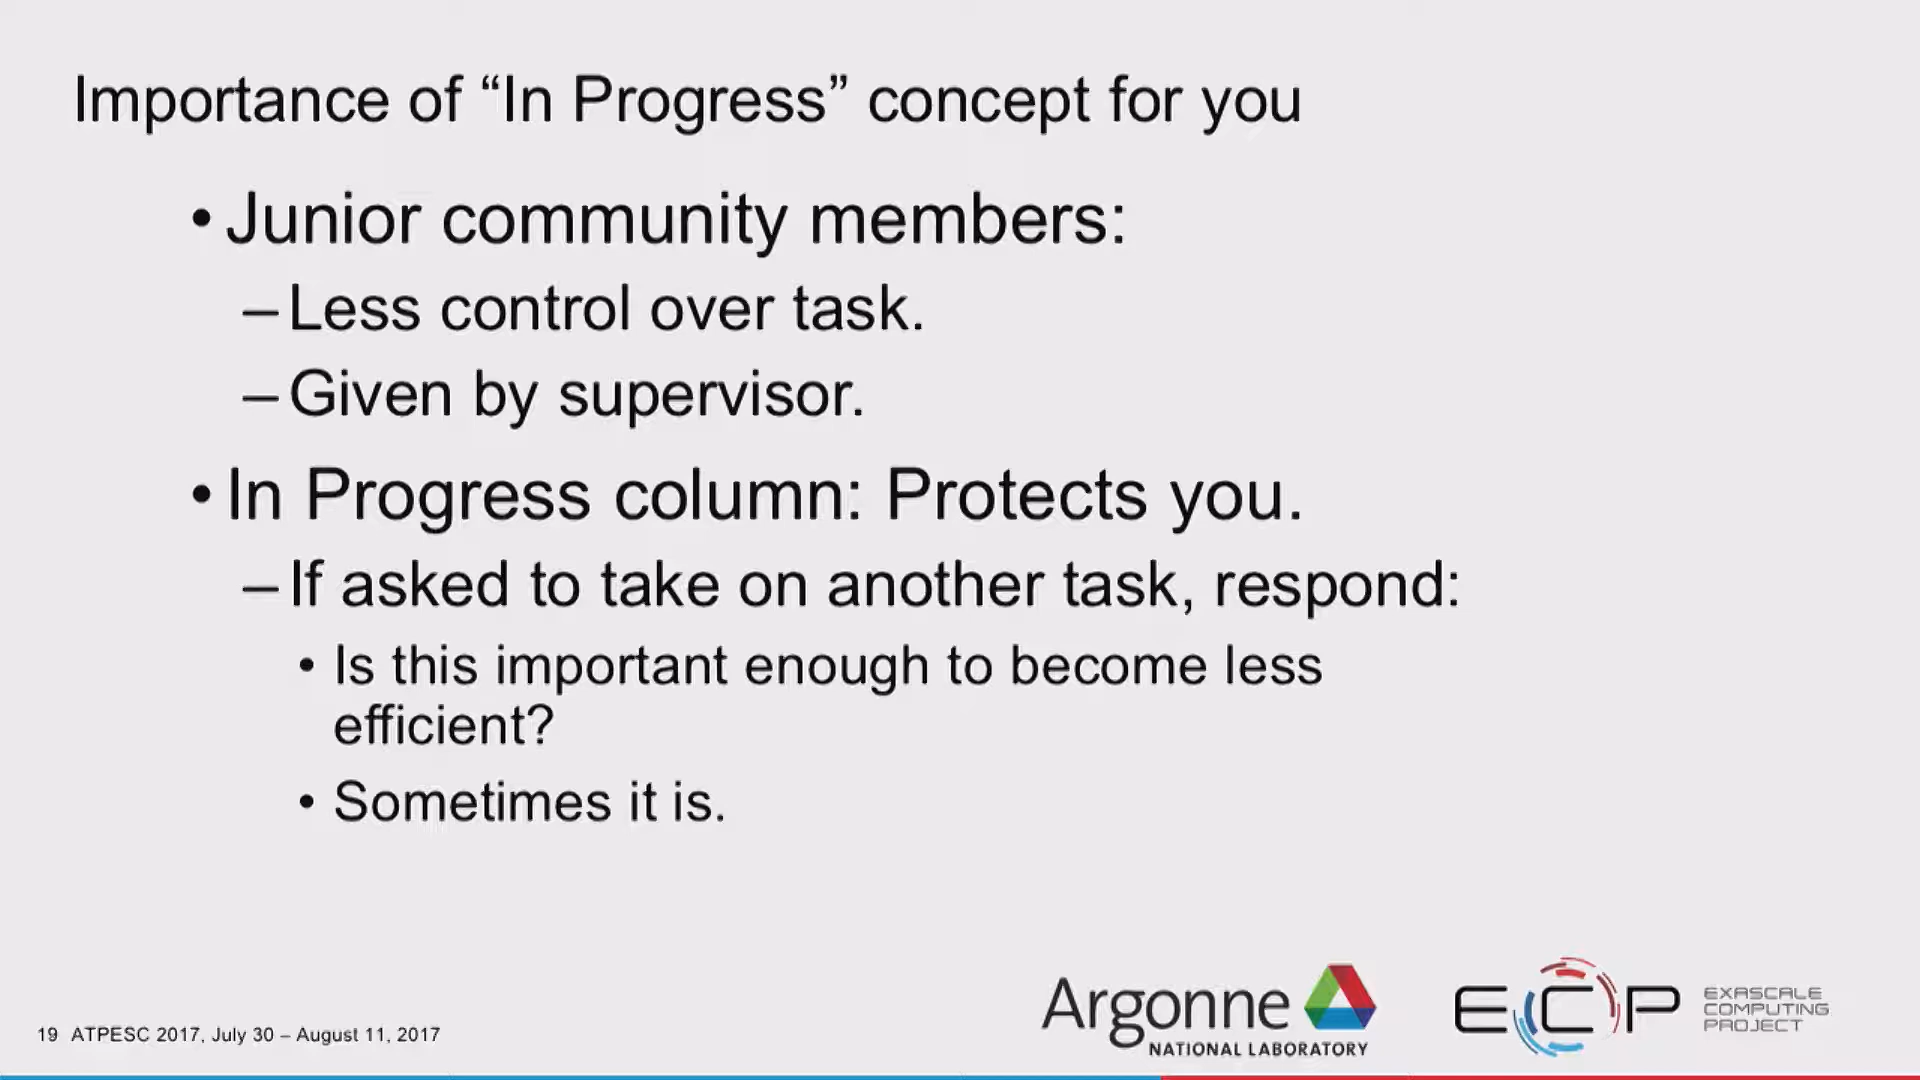 Importance of “In Progress” concept for you
• Junior community members:
– Less control over task.
– Given by supervisor.
• In Progress column: Protects you.
– If asked to take on another task, respond:
• Is this important enough to become less
efficient?
• Sometimes it is.
Argonne
NATIONAL LABORATORY
ECP
EXASCALE
COMPUTING
PROJECT
19 ATPESC 2017, July 30 – August 11, 2017